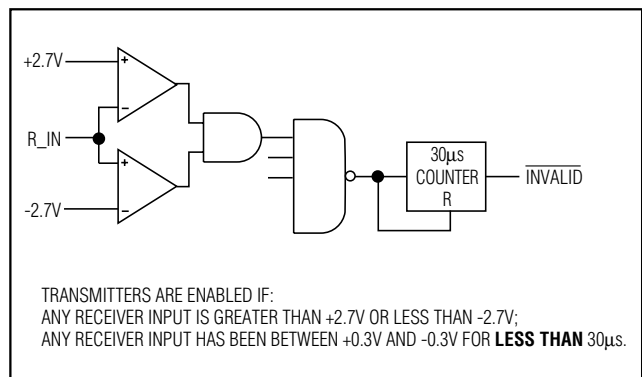 +2.7V
R_IN
-2.7V
+
−
+
−
30µs
COUNTER
R
INVALID
TRANSMITTERS ARE ENABLED IF:
ANY RECEIVER INPUT IS GREATER THAN +2.7V OR LESS THAN -2.7V;
ANY RECEIVER INPUT HAS BEEN BETWEEN +0.3V AND -0.3V FOR LESS THAN 30µs.